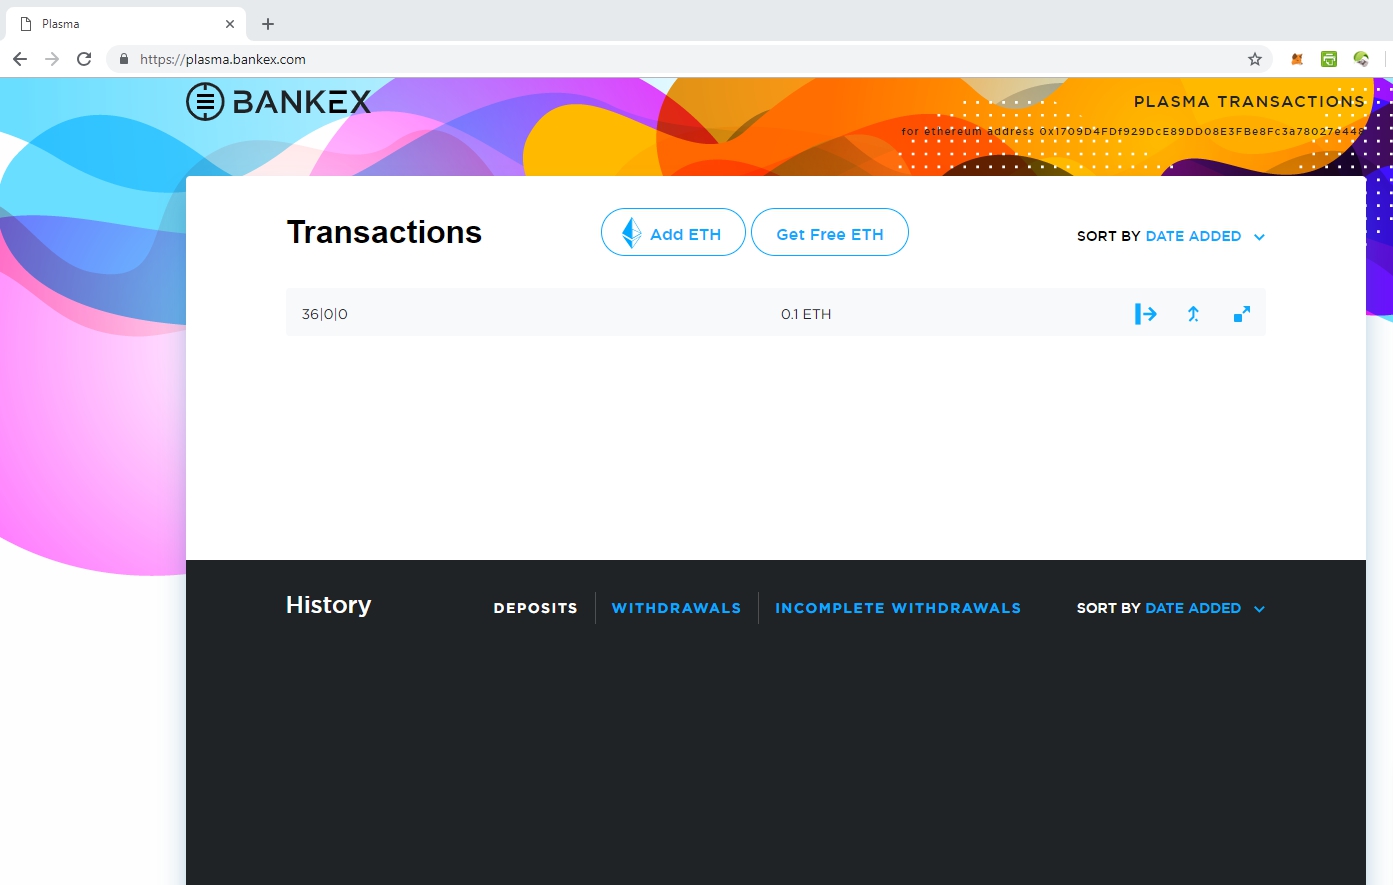 Plasma
https://plasma.bankex.com
BANKEX
PLASMA TRANSACTIONS
for ethereum address 0x1709D4FDf929DcE89DD08E3FBe8Fc3a78027e448
Transactions
Add ETH
Get Free ETH
SORT BY DATE ADDED
36|0|0
0.1 ETH
History
DEPOSITS
WITHDRAWALS
INCOMPLETE WITHDRAWALS
SORT BY DATE ADDED